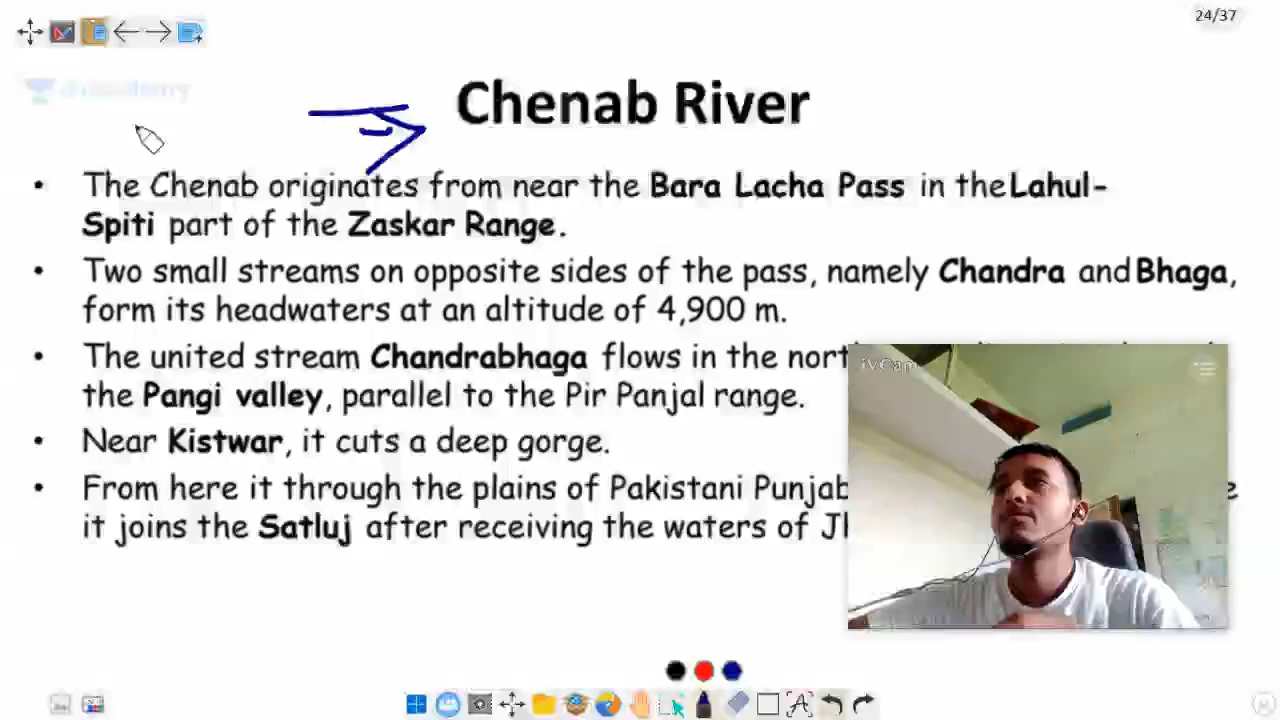 24/37
Chenab River
• The Chenab originates from near the Bara Lacha Pass in the Lahul-
Spiti part of the Zaskar Range.
• Two small streams on opposite sides of the pass, namely Chandra and Bhaga,
form its headwaters at an altitude of 4,900 m.
• The united stream Chandrabhaga flows in the
the Pangi valley, parallel to the Pir Panjal range.
iVCam
• Near Kistwar, it cuts a deep gorge.
• From here it through the plains of Pakistani Punjab
it joins the Satluj after receiving the waters of